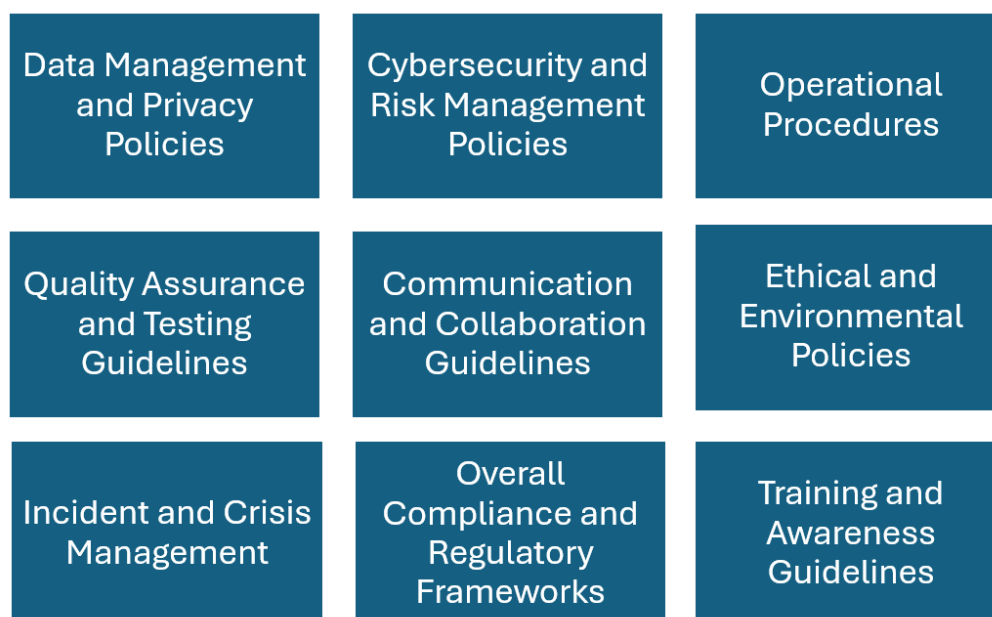 Data Management
and Privacy
Policies
Cybersecurity and
Risk Management
Policies
Operational
Procedures
Quality Assurance
and Testing
Guidelines
Communication
and Collaboration
Guidelines
Ethical and
Environmental
Policies
Incident and Crisis
Management
Overall
Compliance and
Regulatory
Frameworks
Training and
Awareness
Guidelines